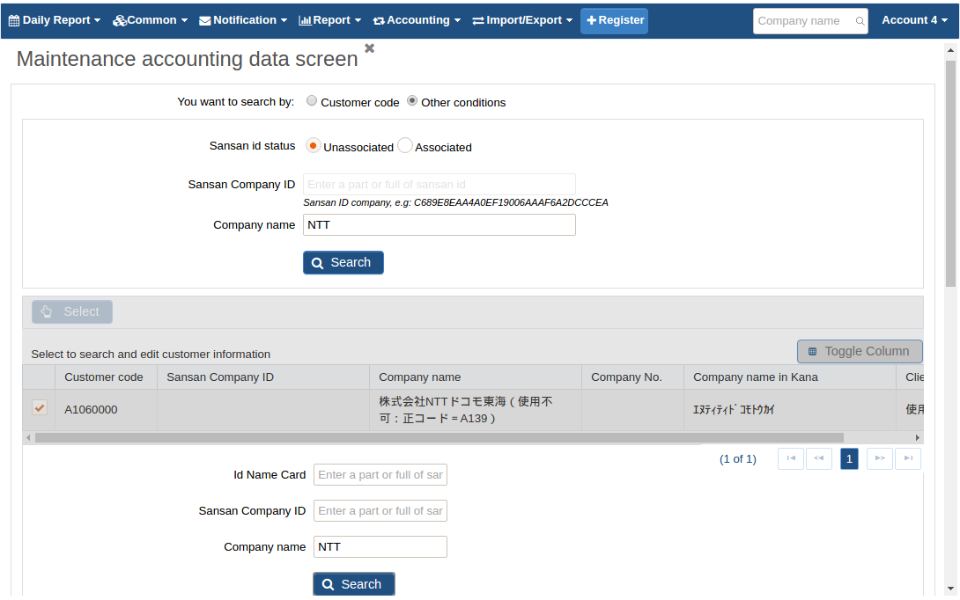 Daily Report Common Notification Report Accounting Import/Export Register Company name Account 4
Maintenance accounting data screen
You want to search by: Customer code Other conditions
Sansan id status Unassociated Associated
Sansan Company ID Enter a part or full of sansan id
Sansan ID company, e.g: C689E8EAA4A0EF19006AAAF6A2DCCCEA
Company name NTT
Search
Select
Select to search and edit customer information Toggle Column
Customer code Sansan Company ID Company name Company No. Company name in Kana Clie
A1060000 株式会社NTTドコモ東海(使用不 ｴﾇﾃｨﾃｨﾄﾞｺﾓﾄｳｶｲ 使用
可:正コード=A139)
(1 of 1) 1
Id Name Card Enter a part or full of sar
Sansan Company ID Enter a part or full of sar
Company name NTT
Search